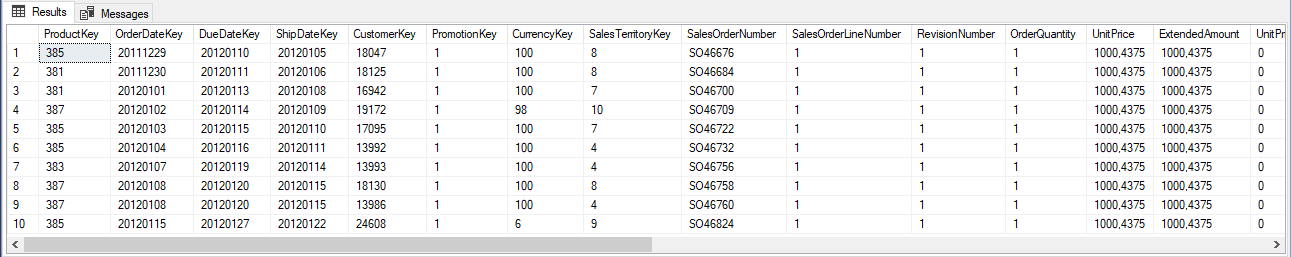 Results Messages
ProductKey OrderDateKey DueDateKey ShipDateKey CustomerKey PromotionKey CurrencyKey SalesTerritoryKey SalesOrderNumber SalesOrderLineNumber RevisionNumber OrderQuantity UnitPrice ExtendedAmount UnitPr
1 385 20111229 20120110 20120105 18047 1 100 8 SO46676 1 1 1 1000,4375 1000,4375 0
2 381 20111230 20120111 20120106 18125 1 100 8 SO46684 1 1 1 1000,4375 1000,4375 0
3 381 20120101 20120113 20120108 16942 1 100 7 SO46700 1 1 1 1000,4375 1000,4375 0
4 387 20120102 20120114 20120109 19172 1 98 10 SO46709 1 1 1 1000,4375 1000,4375 0
5 385 20120103 20120115 20120110 17095 1 100 7 SO46722 1 1 1 1000,4375 1000,4375 0
6 385 20120104 20120116 20120111 13992 1 100 4 SO46732 1 1 1 1000,4375 1000,4375 0
7 383 20120107 20120119 20120114 13993 1 100 4 SO46756 1 1 1 1000,4375 1000,4375 0
8 387 20120108 20120120 20120115 18130 1 100 8 SO46758 1 1 1 1000,4375 1000,4375 0
9 387 20120108 20120120 20120115 13986 1 100 4 SO46760 1 1 1 1000,4375 1000,4375 0
10 385 20120115 20120127 20120122 24608 1 6 9 SO46824 1 1 1 1000,4375 1000,4375 0